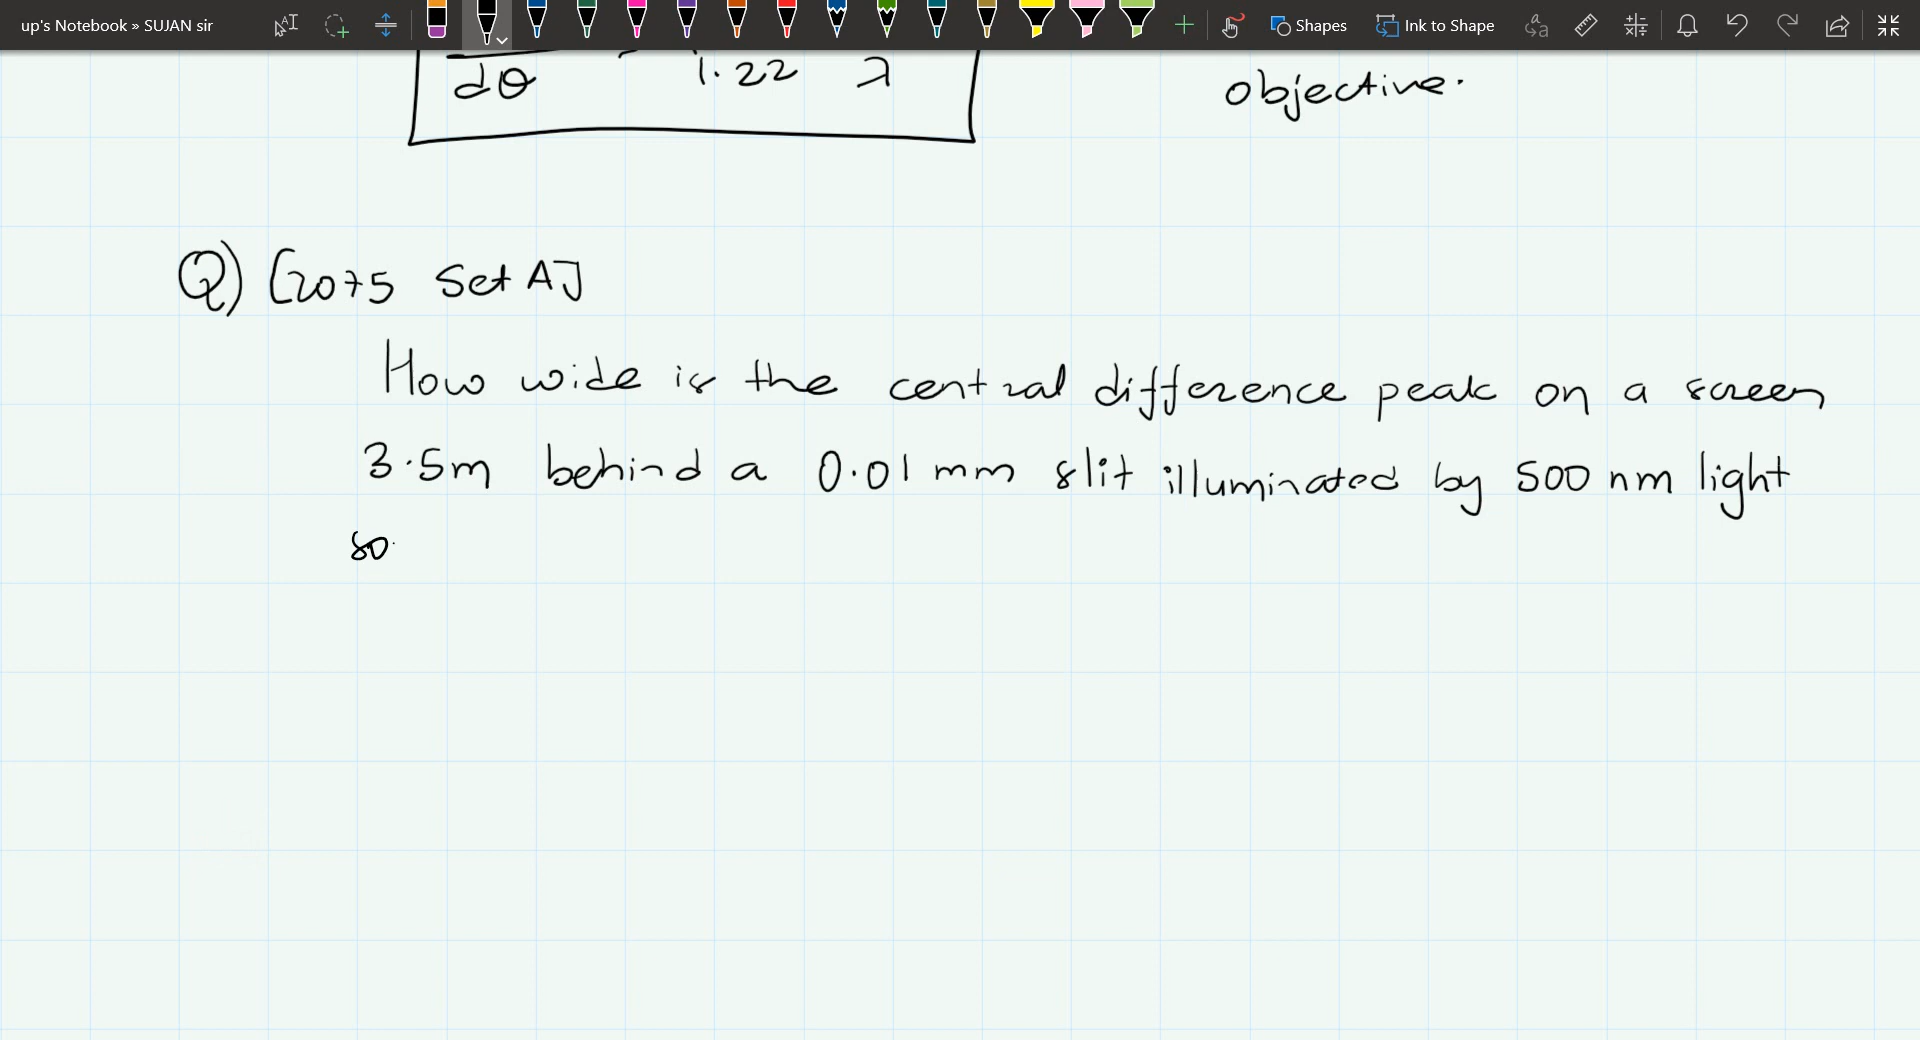 up's Notebook » SUJAN sir
Shapes
Ink to Shape
dθ 1.22 λ
objective.
Q) [2075 Set A]
How wide is the central difference peak on a screen
3.5m behind a 0.01 mm slit illuminated by 500 nm light
so